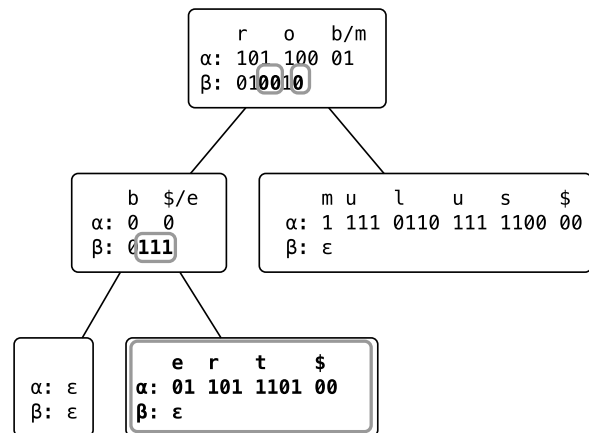 r o b/m
α: 101 100 01
β: 010010
b $/e
α: 0 0
β: 0111
m u l u s $
α: 1 111 0110 111 1100 00
β: ε
α: ε
β: ε
e r t $
α: 01 101 1101 00
β: ε